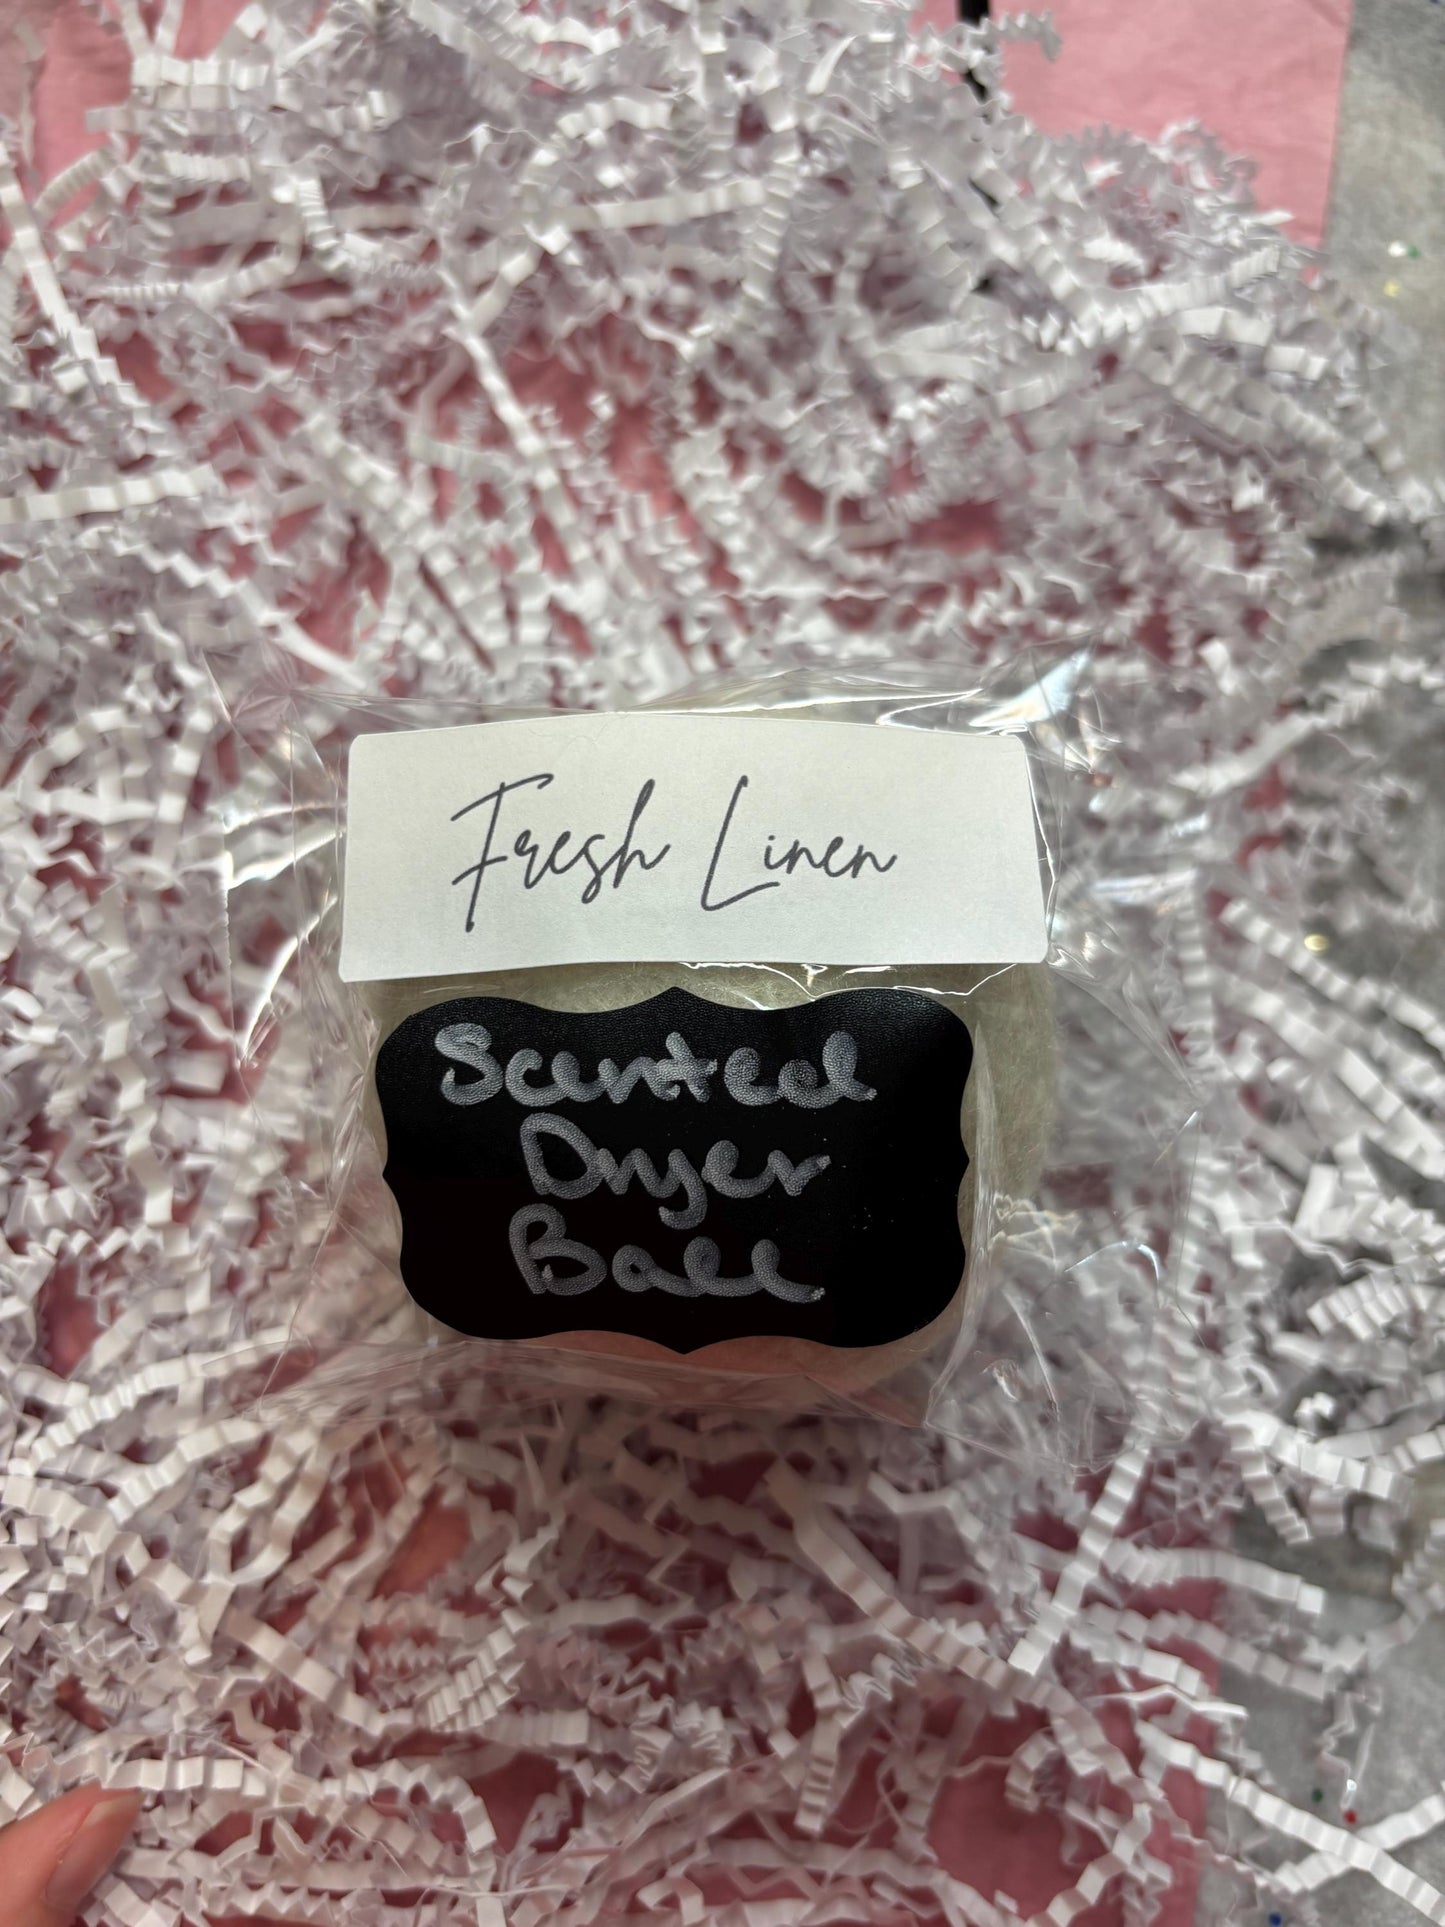 Fresh Linen
Scented
Dryer
Ball